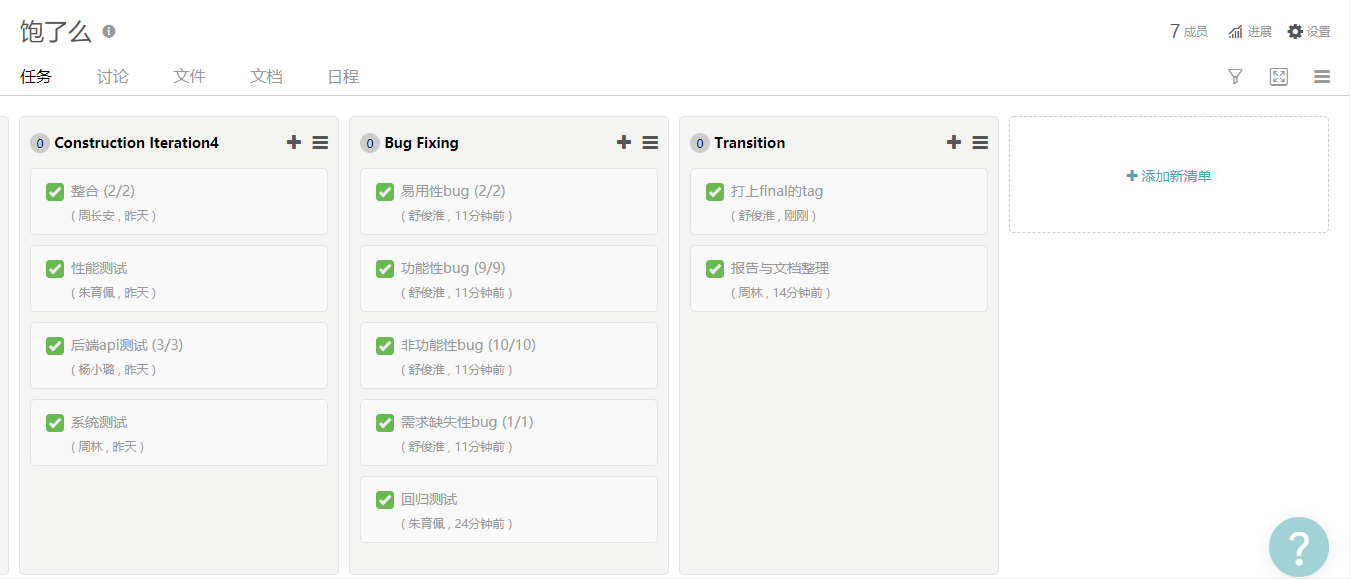 饱了么
7 成员 进展 设置
任务 讨论 文件 文档 日程
0 Construction Iteration4
整合 (2/2)
( 周长安 , 昨天 )
性能测试
( 朱育佩 , 昨天 )
后端api测试 (3/3)
( 杨小璐 , 昨天 )
系统测试
( 周林 , 昨天 )
0 Bug Fixing
易用性bug (2/2)
( 舒俊淮 , 11分钟前 )
功能性bug (9/9)
( 舒俊淮 , 11分钟前 )
非功能性bug (10/10)
( 舒俊淮 , 11分钟前 )
需求缺失性bug (1/1)
( 舒俊淮 , 11分钟前 )
回归测试
( 朱育佩 , 24分钟前 )
0 Transition
打上final的tag
( 舒俊淮 , 刚刚 )
报告与文档整理
( 周林 , 14分钟前 )
添加新清单
?